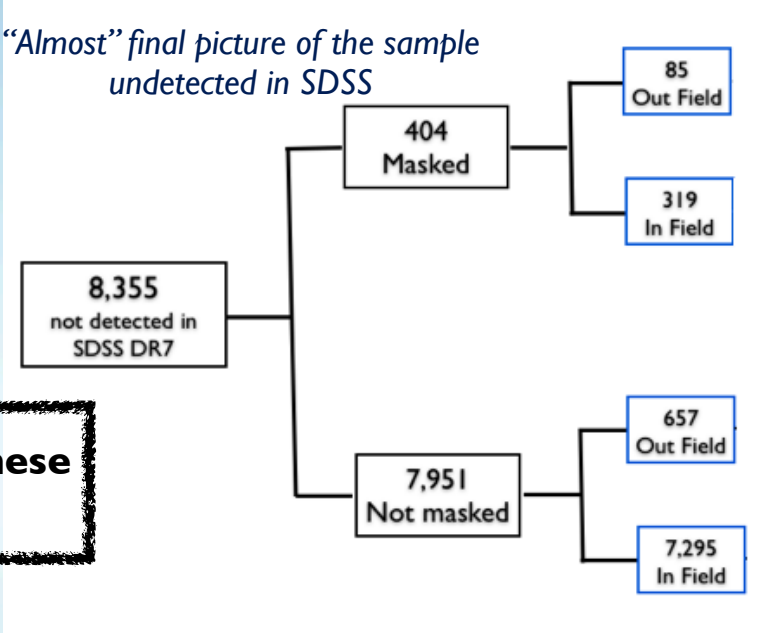 “Almost” final picture of the sample
undetected in SDSS
85
Out Field
404
Masked
319
In Field
8,355
not detected in
SDSS DR7
657
Out Field
7,951
Not masked
7,295
In Field